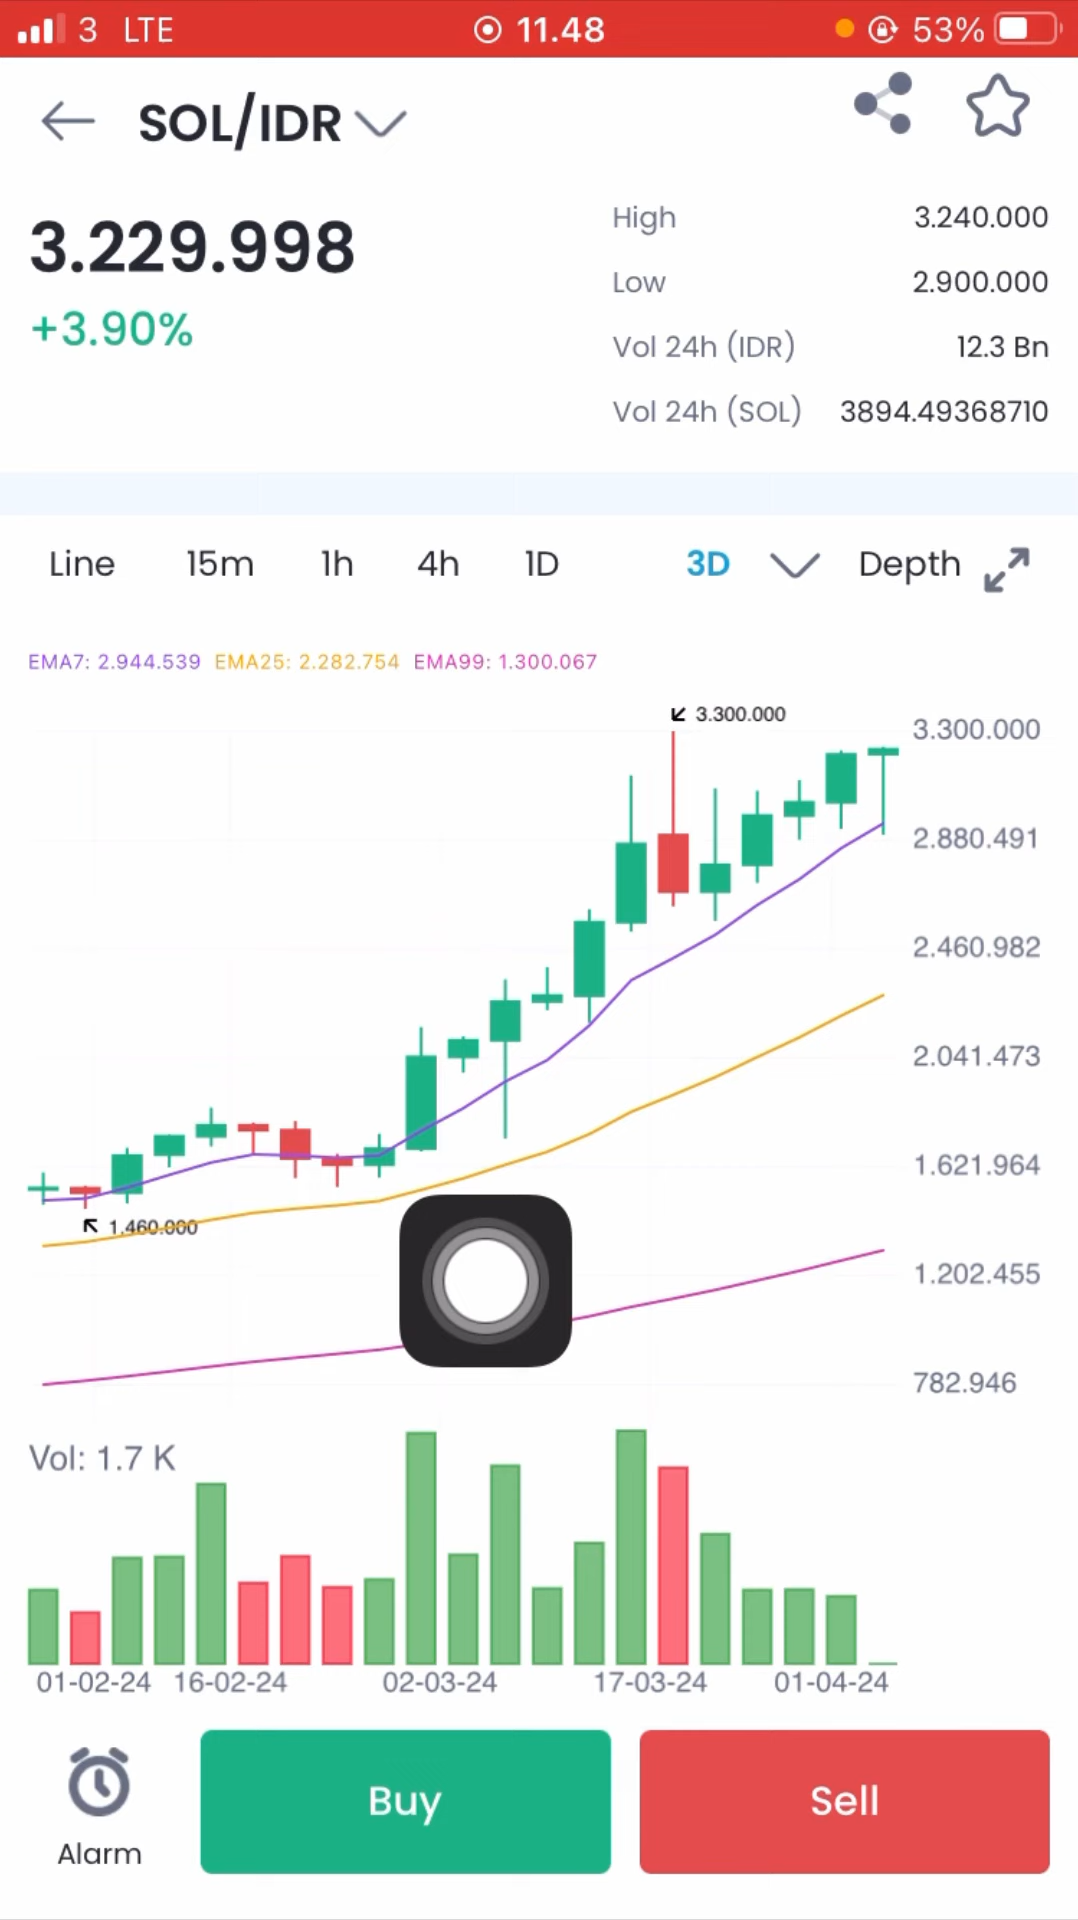 3 LTE 11.48 53%
SOL/IDR
3.229.998
+3.90%
High 3.240.000
Low 2.900.000
Vol 24h (IDR) 12.3 Bn
Vol 24h (SOL) 3894.49368710
Line 15m 1h 4h 1D 3D Depth
EMA7: 2.944.539 EMA25: 2.282.754 EMA99: 1.300.067
3.300.000
3.300.000
2.880.491
2.460.982
2.041.473
1.621.964
1.460.000
1.202.455
782.946
Vol: 1.7 K
01-02-24 16-02-24 02-03-24 17-03-24 01-04-24
Buy Sell
Alarm